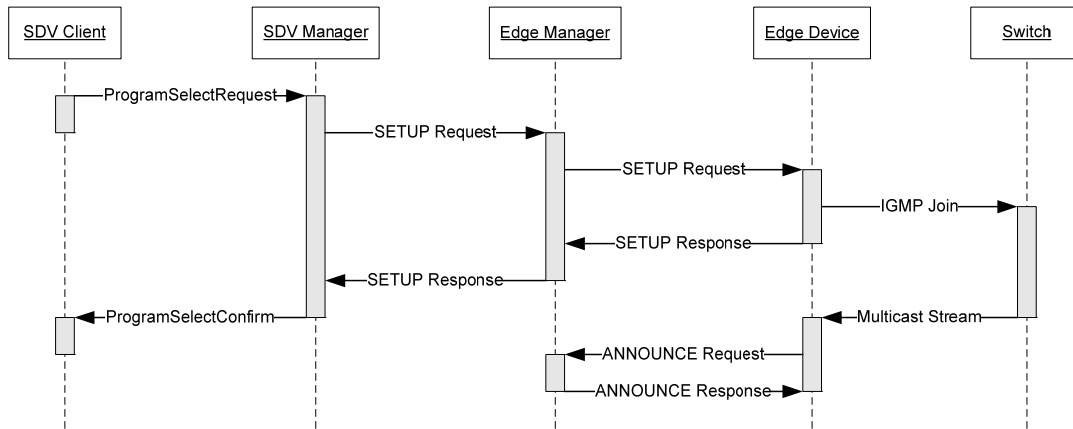 SDV Client
SDV Manager
Edge Manager
Edge Device
Switch
ProgramSelectRequest
SETUP Request
SETUP Request
IGMP Join
SETUP Response
SETUP Response
ProgramSelectConfirm
Multicast Stream
ANNOUNCE Request
ANNOUNCE Response